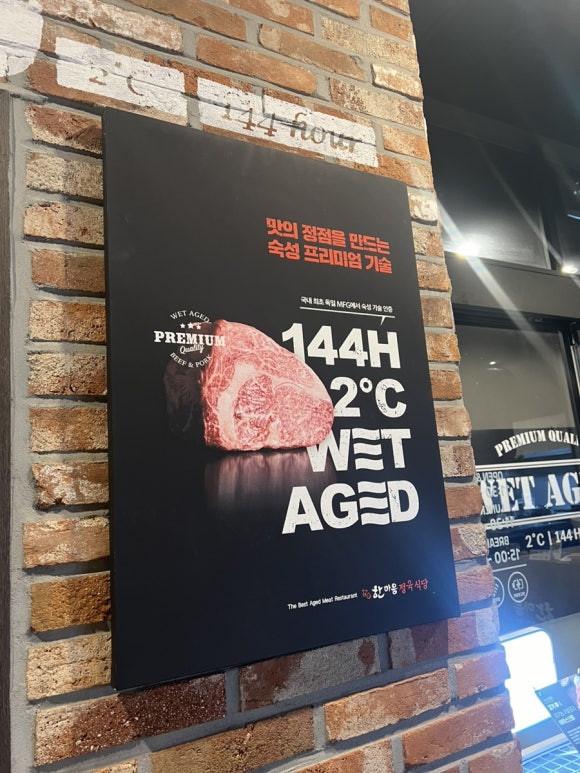 2°C
144 hour
맛의 정점을 만드는
숙성 프리미엄 기술
국내 최초 독일 MFG에서 숙성 기술 인증
WET AGED
PREMIUM
Quality
BEEF & PORK
144H
2°C
WET
AGED
The Best Aged Meat Restaurant 한마음정육식당
PREMIUM QUAL
WET AG
2°C | 144H
OPEN
BREA
15:00~